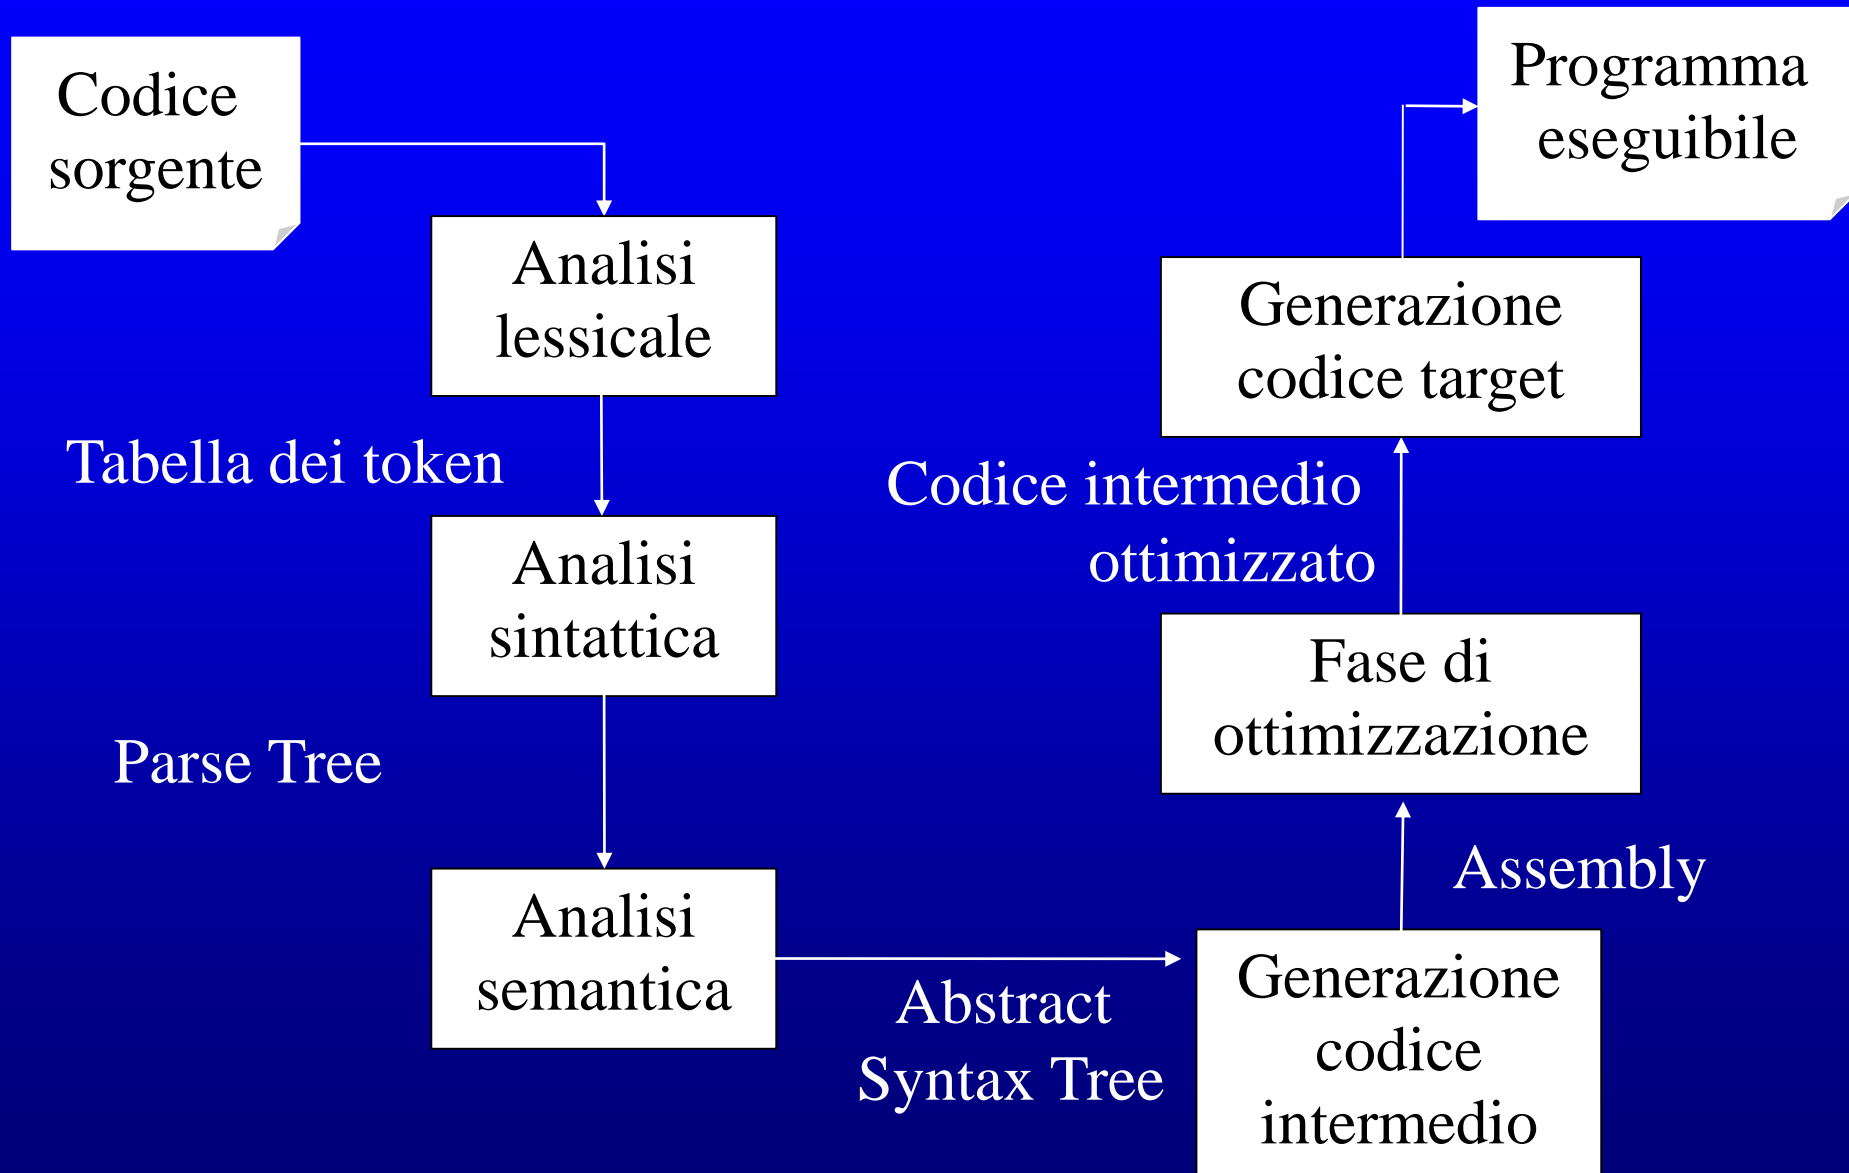 Codice
sorgente
Analisi
lessicale
Tabella dei token
Analisi
sintattica
Parse Tree
Analisi
semantica
Abstract
Syntax Tree
Generazione
codice
intermedio
Assembly
Fase di
ottimizzazione
Codice intermedio
ottimizzato
Generazione
codice target
Programma
eseguibile